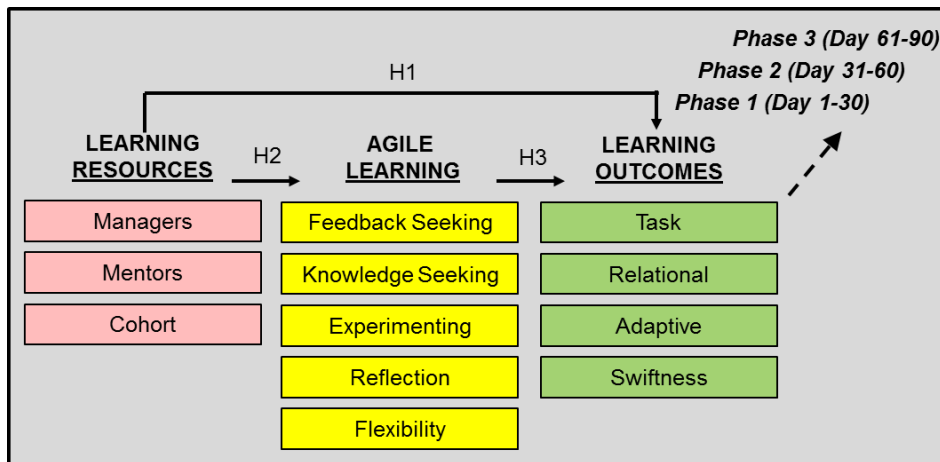 Phase 3 (Day 61-90)
Phase 2 (Day 31-60)
Phase 1 (Day 1-30)
H1
LEARNING
RESOURCES
H2
AGILE
LEARNING
H3
LEARNING
OUTCOMES
Managers
Mentors
Cohort
Feedback Seeking
Knowledge Seeking
Experimenting
Reflection
Flexibility
Task
Relational
Adaptive
Swiftness